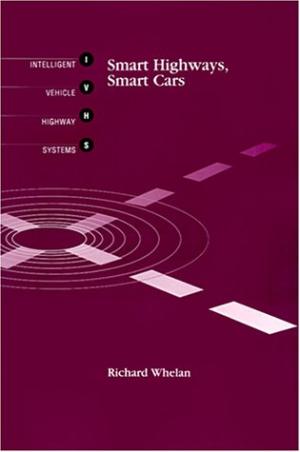 INTELLIGENT I
VEHICLE V
HIGHWAY H
SYSTEMS S
Smart Highways,
Smart Cars
Richard Whelan